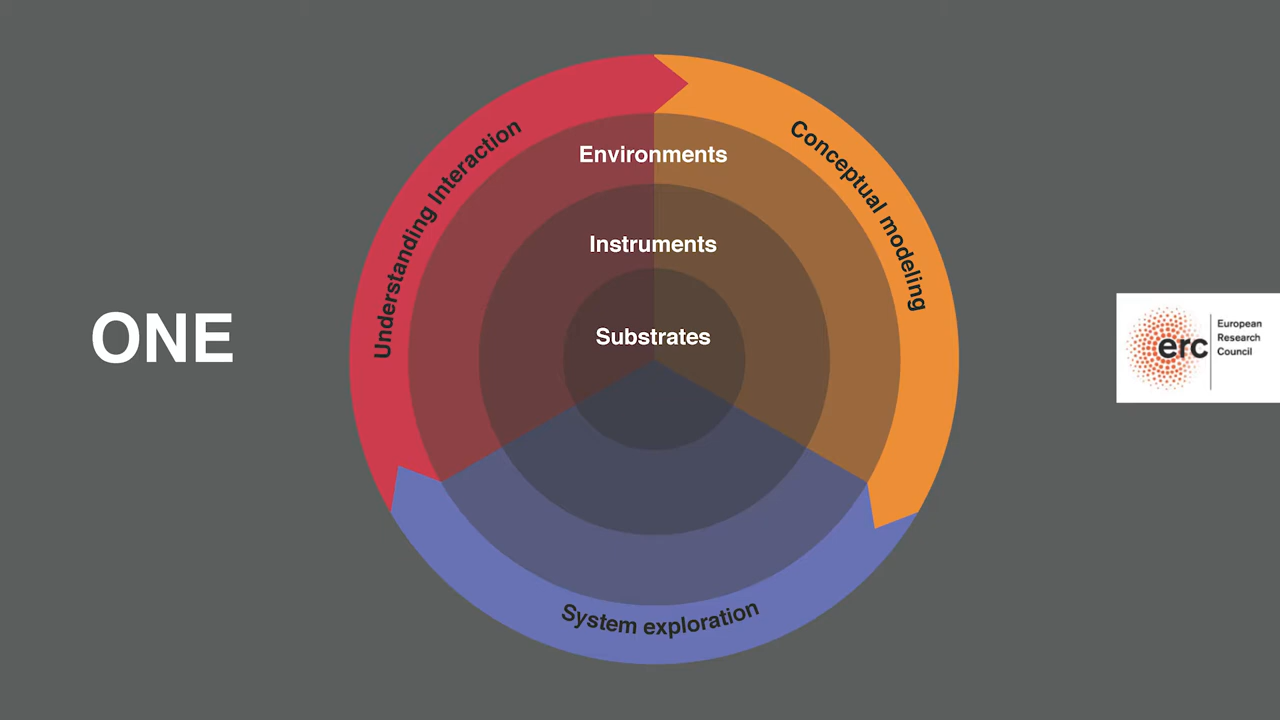 ONE
Understanding Interaction
Conceptual modeling
System exploration
Environments
Instruments
Substrates
erc
European
Research
Council